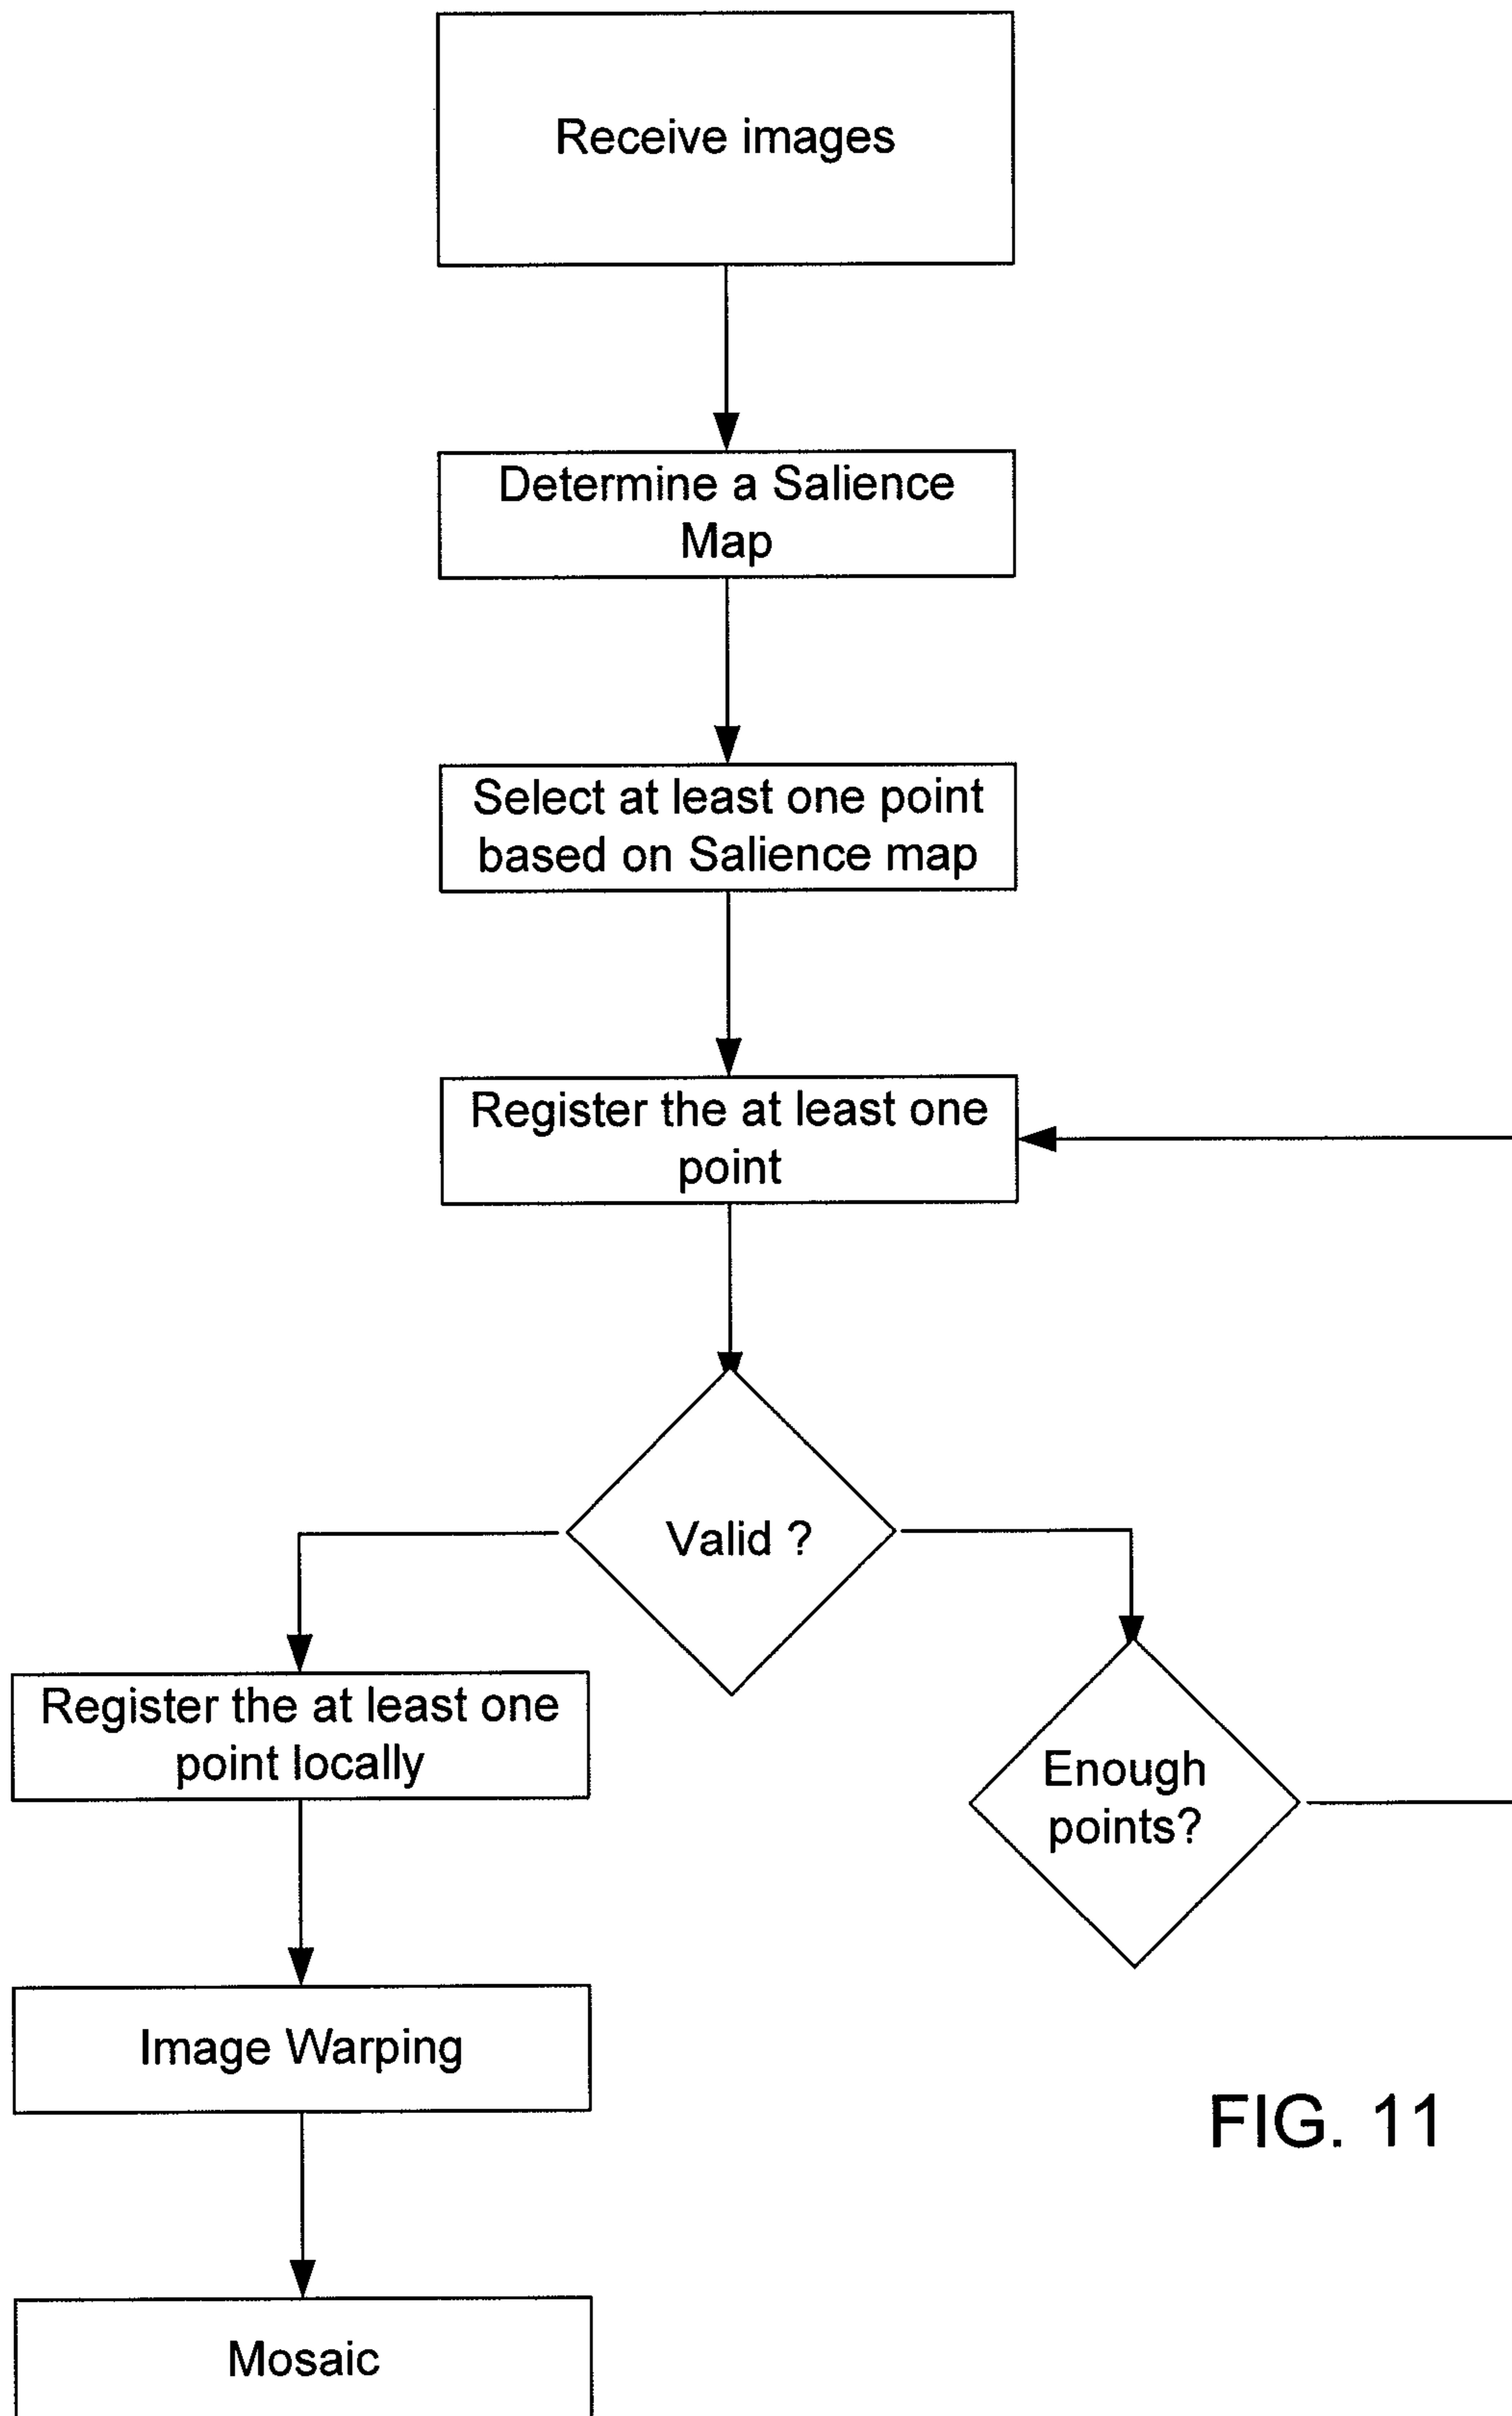 Receive images
Determine a Salience
Map
Select at least one point
based on Salience map
Register the at least one
point
Valid ?
Register the at least one
point locally
Enough
points?
Image Warping
FIG. 11
Mosaic